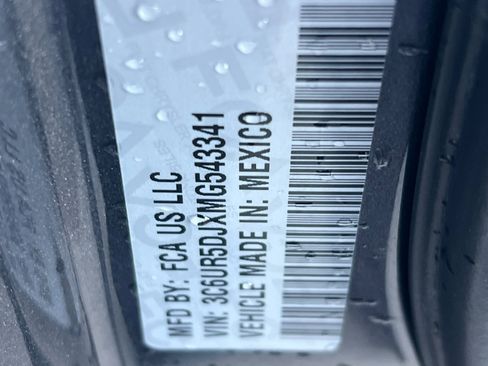 MFD BY: FCA US LLC
VIN: 3C6UR5DJXMG543341
VEHICLE MADE IN: MEXICO